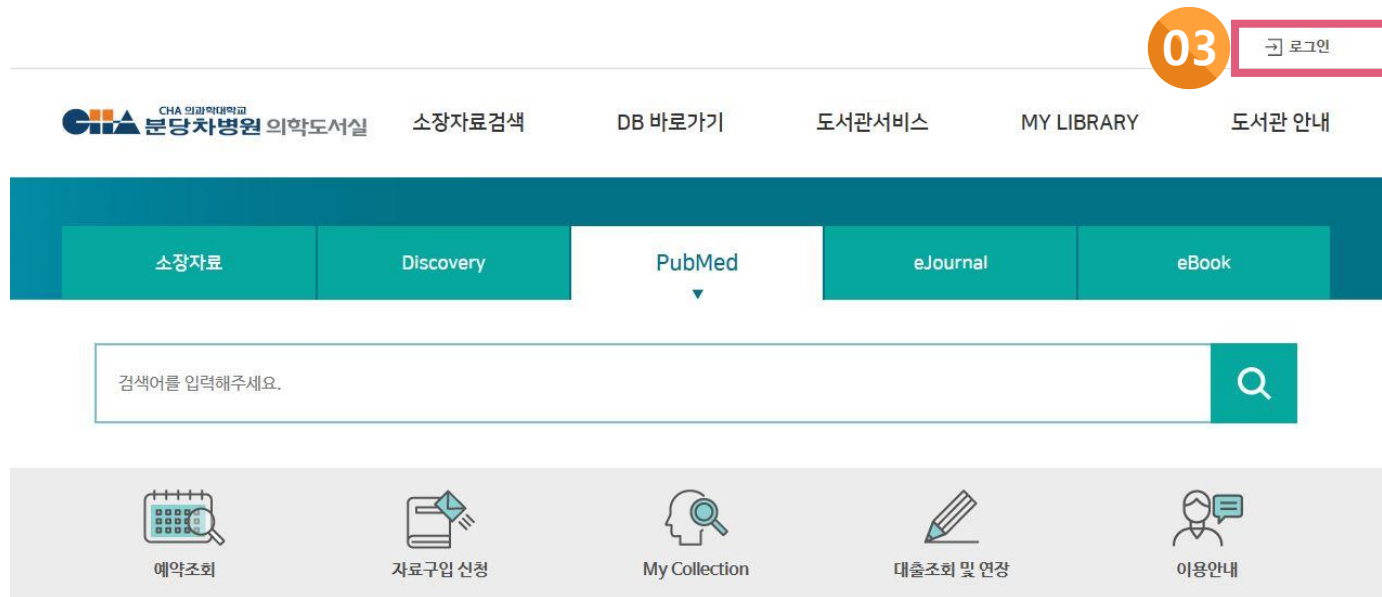 03
로그인
CHA 의과학대학교
분당차병원 의학도서실
소장자료검색
DB 바로가기
도서관서비스
MY LIBRARY
도서관 안내
소장자료
Discovery
PubMed
eJournal
eBook
검색어를 입력해주세요.
예약조회
자료구입 신청
My Collection
대출조회 및 연장
이용안내